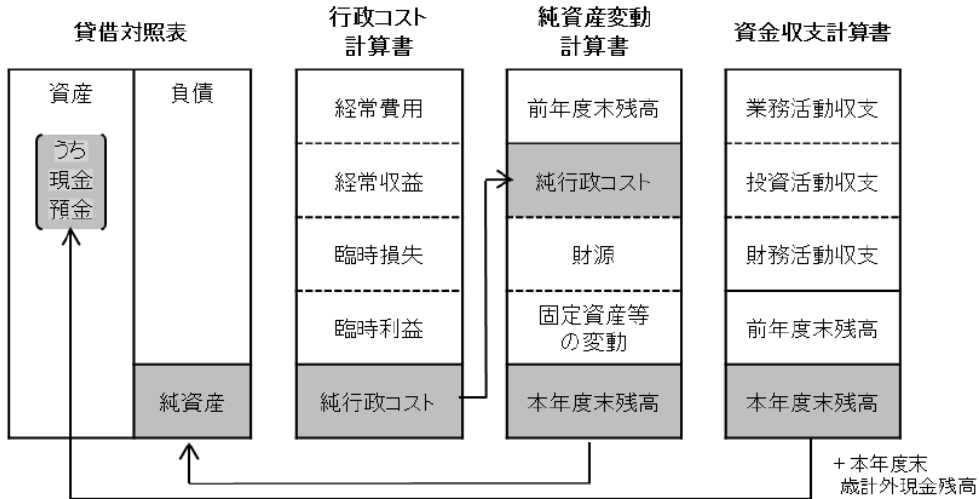 貸借対照表
資産
うち
現金
預金
負債
純資産
行政コスト
計算書
経常費用
経常収益
臨時損失
臨時利益
純行政コスト
純資産変動
計算書
前年度末残高
純行政コスト
財源
固定資産等
の変動
本年度末残高
資金収支計算書
業務活動収支
投資活動収支
財務活動収支
前年度末残高
本年度末残高
+本年度末
歳計外現金残高